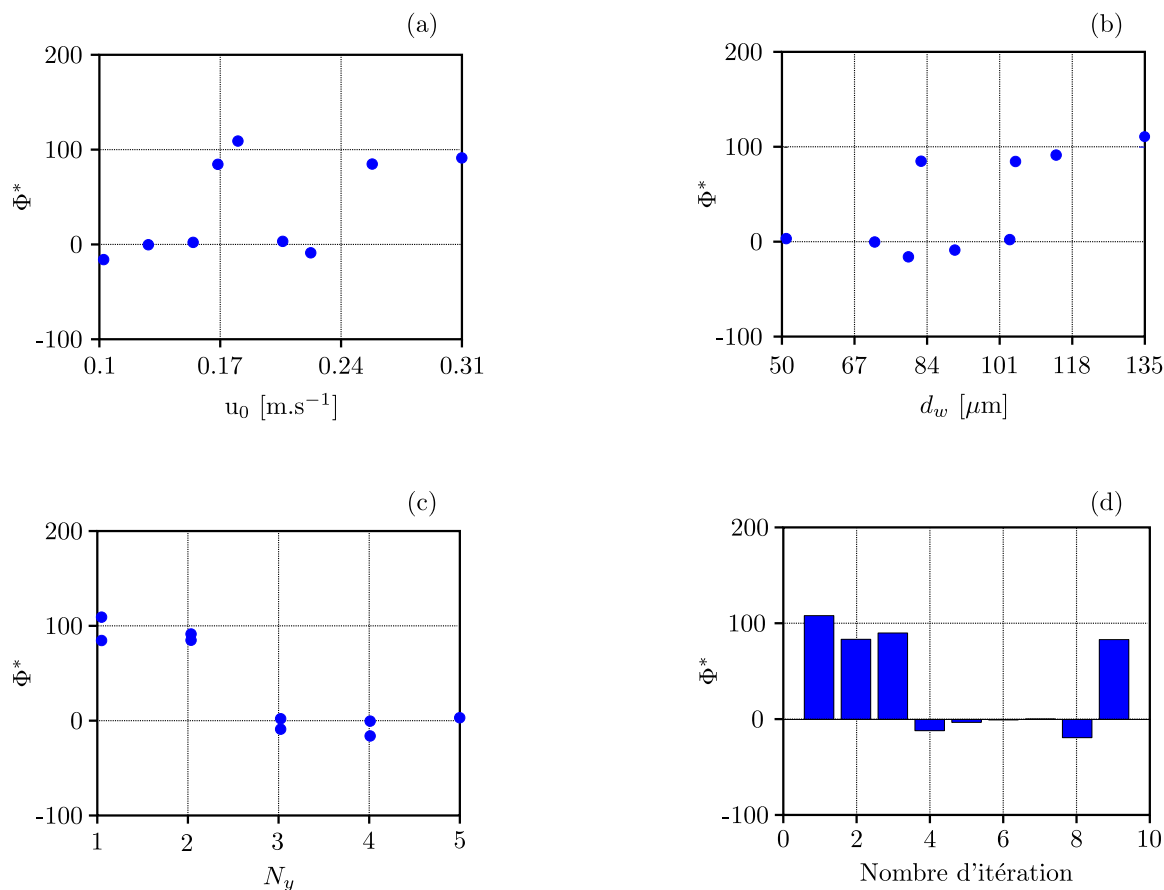 (a)
200
100
0
-100
Φ*
0.1 0.17 0.24 0.31
u₀ [m.s⁻¹]
(b)
200
100
0
-100
Φ*
50 67 84 101 118 135
d_w [μm]
(c)
200
100
0
-100
Φ*
1 2 3 4 5
N_y
(d)
200
100
0
-100
Φ*
0 2 4 6 8 10
Nombre d'itération